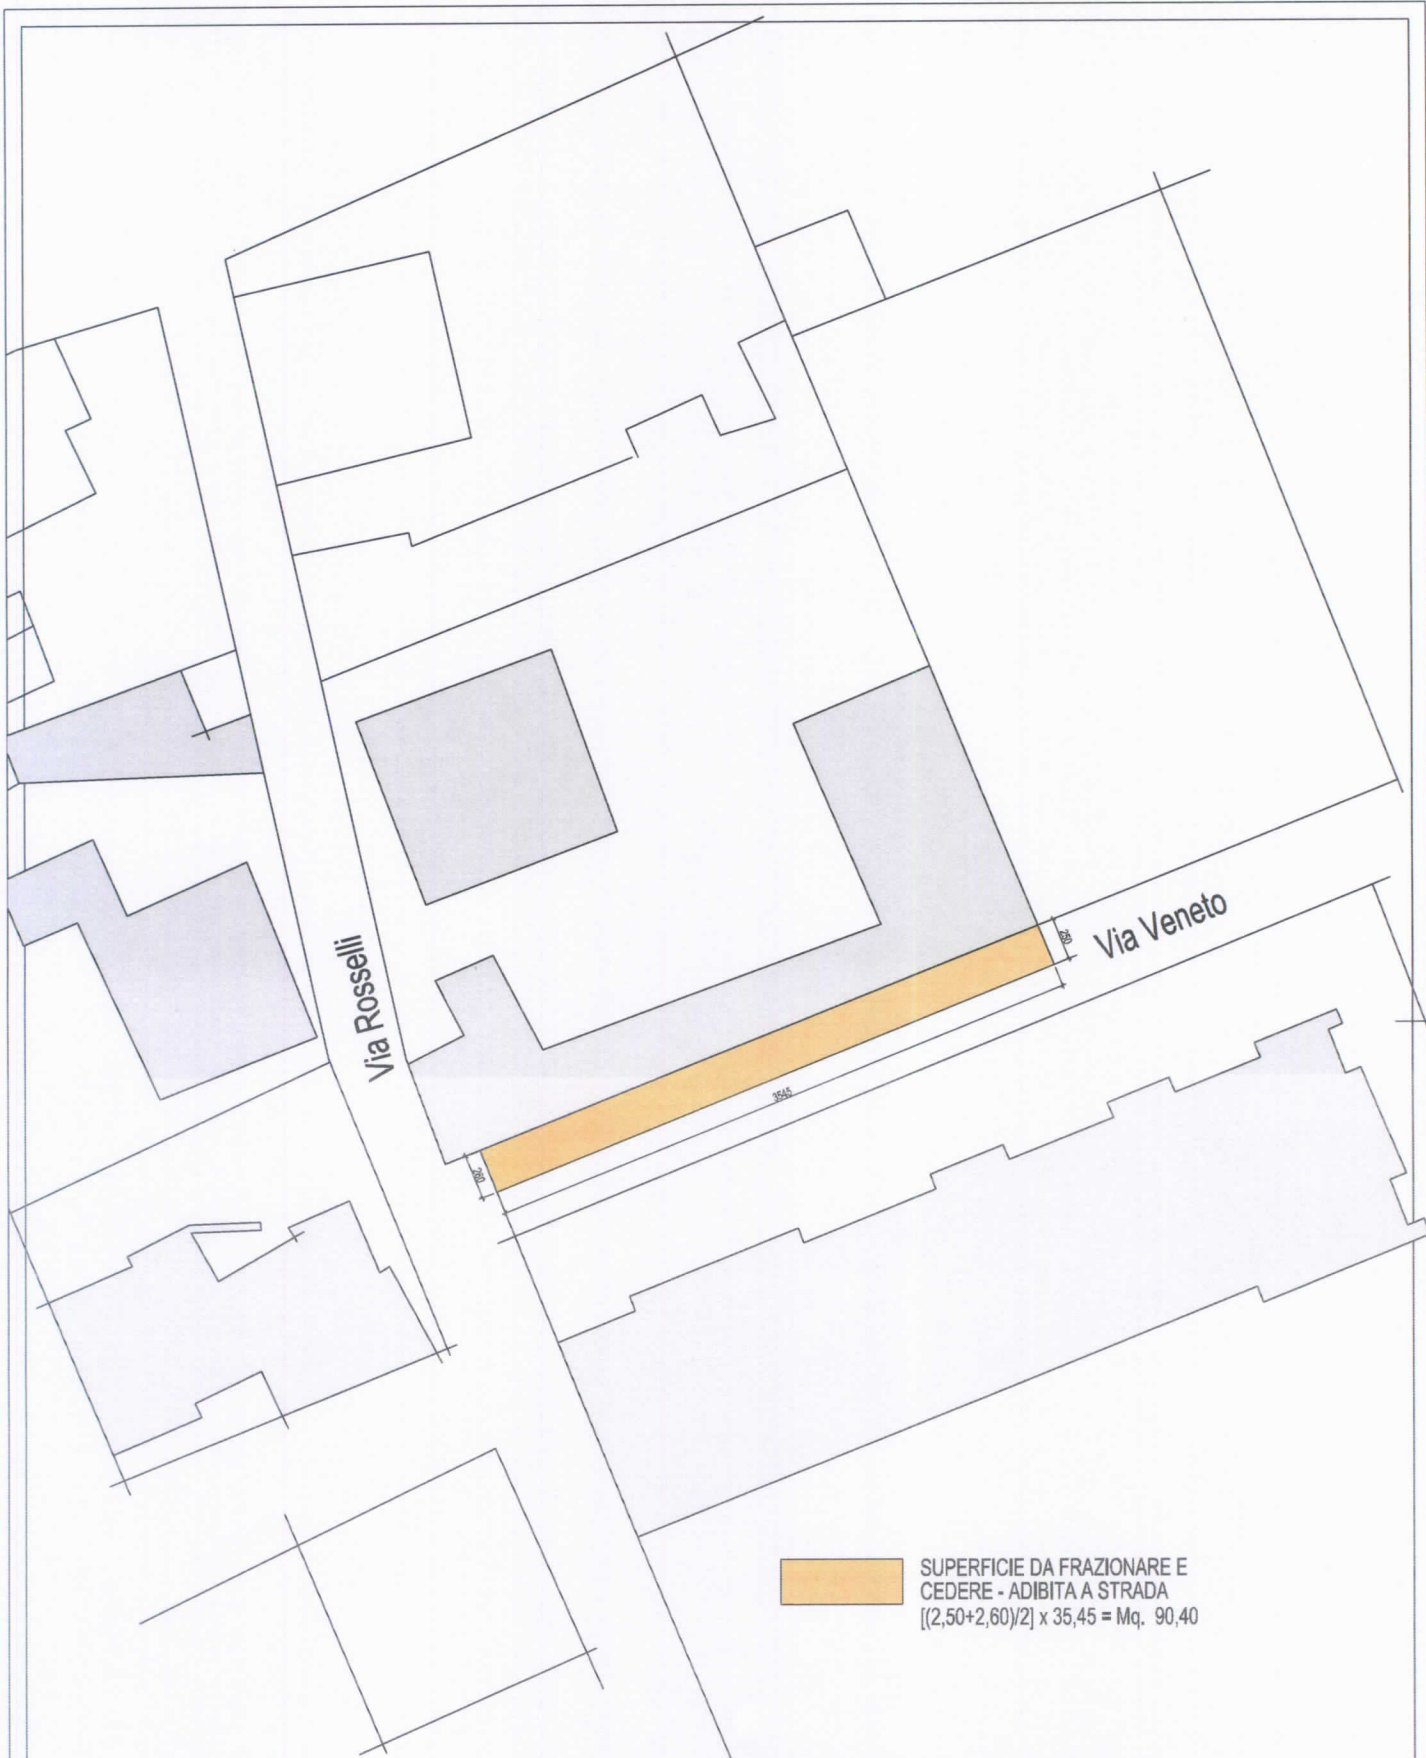 Via Rosselli
Via Veneto
250
3545
260
SUPERFICIE DA FRAZIONARE E
CEDERE - ADIBITA A STRADA
[(2,50+2,60)/2] x 35,45 = Mq. 90,40